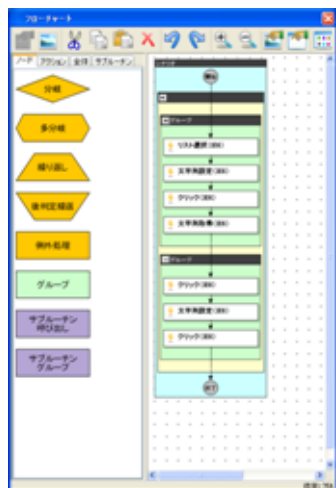 フローチャート
ノード アクション 全体 サブルーチン
分岐
多分岐
繰り返し
後判定繰返
例外処理
グループ
サブルーチン
呼び出し
サブルーチン
グループ
開始
グループ
リスト選択
文字列設定
クリック
文字列取得
グループ
クリック
文字列設定
クリック
終了